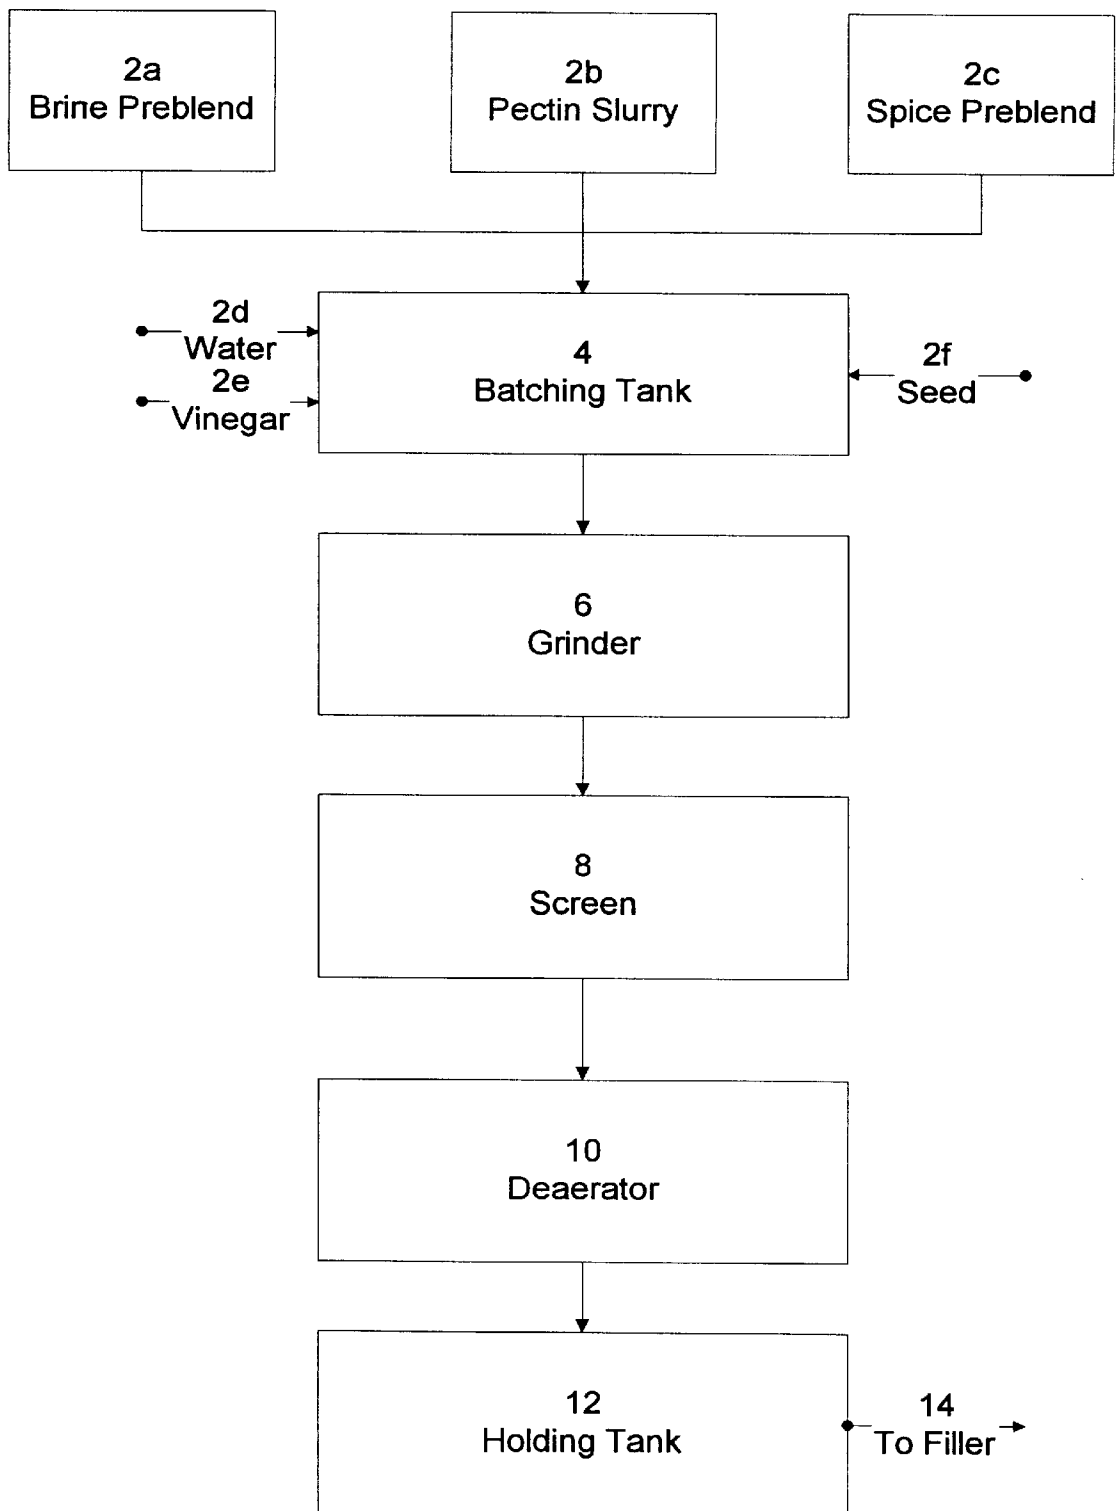 2a
Brine Preblend
2b
Pectin Slurry
2c
Spice Preblend
2d
Water
2e
Vinegar
4
Batching Tank
2f
Seed
6
Grinder
8
Screen
10
Deaerator
12
Holding Tank
14
To Filler